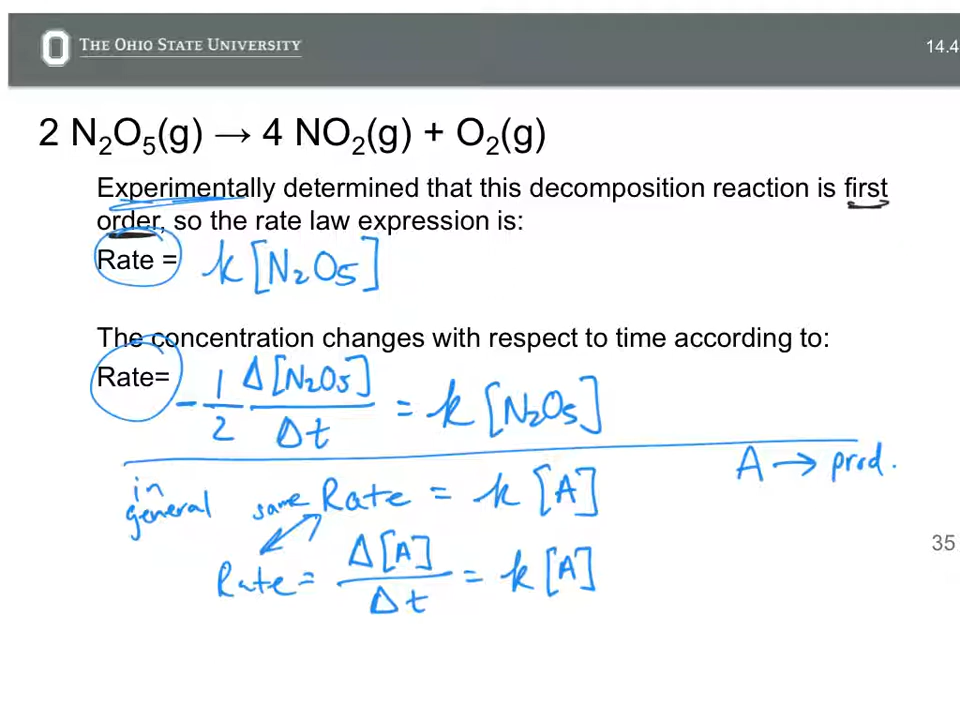 THE OHIO STATE UNIVERSITY
14.4
2 N₂O₅(g) → 4 NO₂(g) + O₂(g)
Experimentally determined that this decomposition reaction is first
order, so the rate law expression is:
Rate = k[N₂O₅]
The concentration changes with respect to time according to:
Rate= -1/2 Δ[N₂O₅]/Δt = k[N₂O₅]
A → prod.
in general same Rate = k[A]
Rate = Δ[A]/Δt = k[A]
35